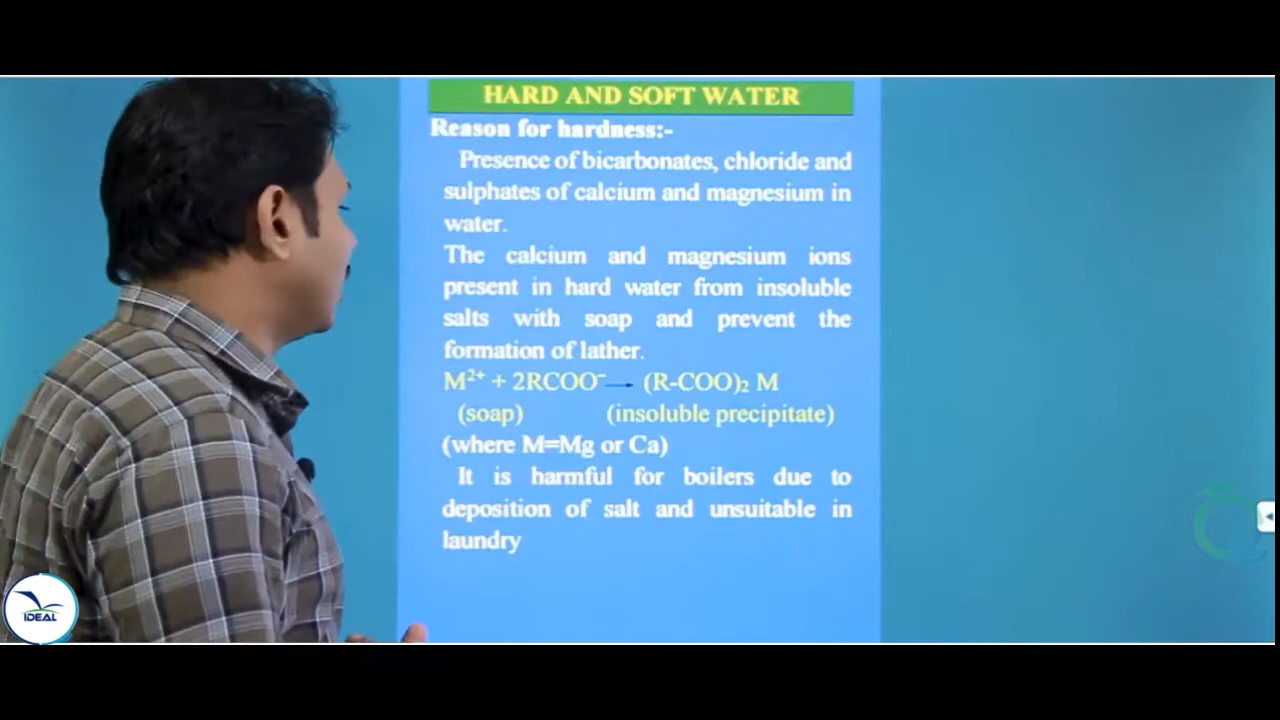 HARD AND SOFT WATER
Reason for hardness:-
Presence of bicarbonates, chloride and
sulphates of calcium and magnesium in
water.
The calcium and magnesium ions
present in hard water from insoluble
salts with soap and prevent the
formation of lather.
M²⁺ + 2RCOO⁻ → (R-COO)₂ M
(soap) (insoluble precipitate)
(where M=Mg or Ca)
It is harmful for boilers due to
deposition of salt and unsuitable in
laundry
IDEAL